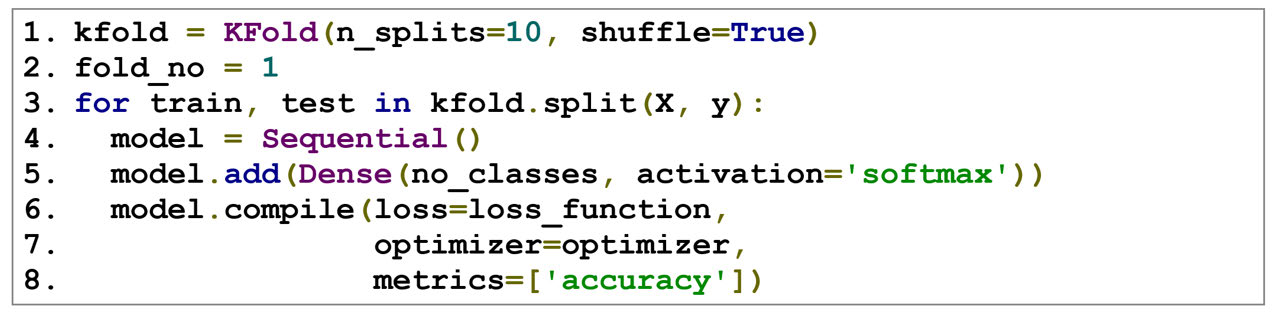 1. kfold = KFold(n_splits=10, shuffle=True)
2. fold_no = 1
3. for train, test in kfold.split(X, y):
4.   model = Sequential()
5.   model.add(Dense(no_classes, activation='softmax'))
6.   model.compile(loss=loss_function,
7.                 optimizer=optimizer,
8.                 metrics=['accuracy'])